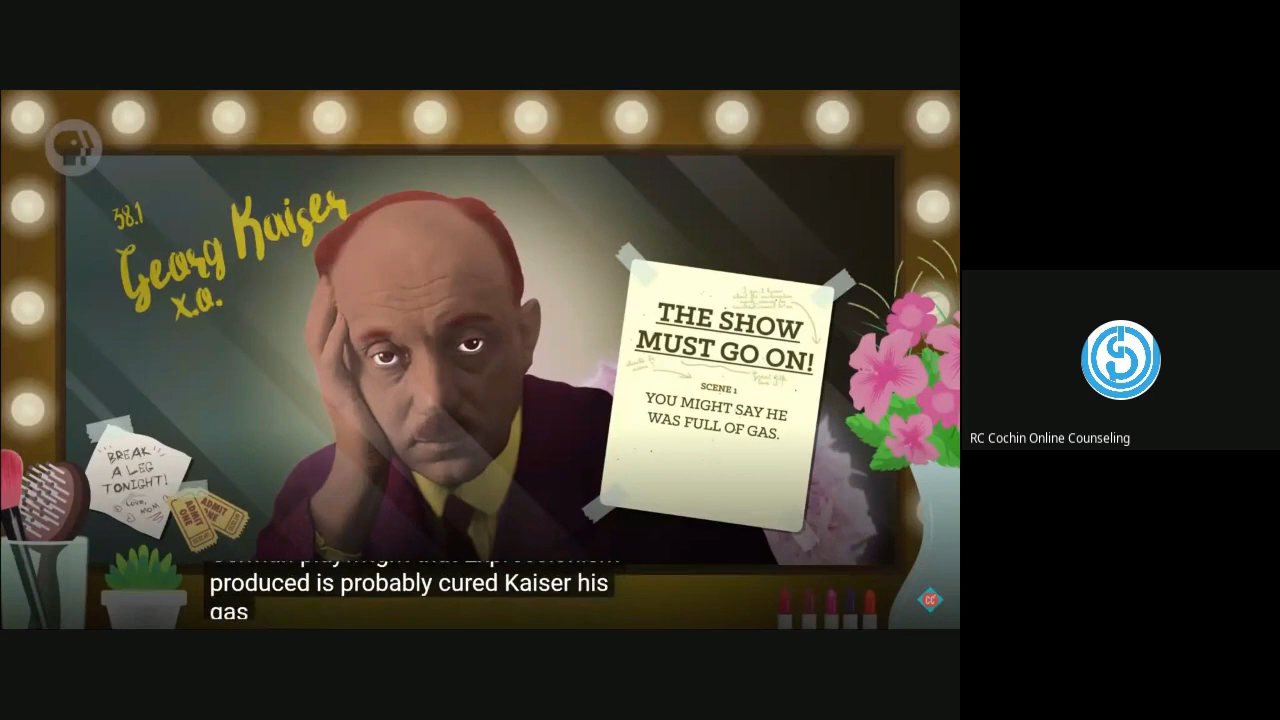 38.1
Georg Kaiser
xo.
THE SHOW
MUST GO ON!
SCENE 1
YOU MIGHT SAY HE
WAS FULL OF GAS.
BREAK
A LEG
TONIGHT!
Love,
MOM
ADMIT
ONE
ADMIT
ONE
produced is probably cured Kaiser his
gas
CC
RC Cochin Online Counseling